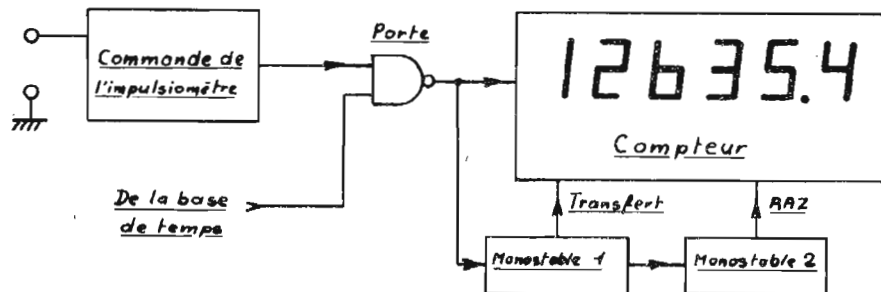 Commande de
l'impulsiomètre
Porte
12635.4
Compteur
De la base
de temps
Transfert
RAZ
Monostable 1
Monostable 2